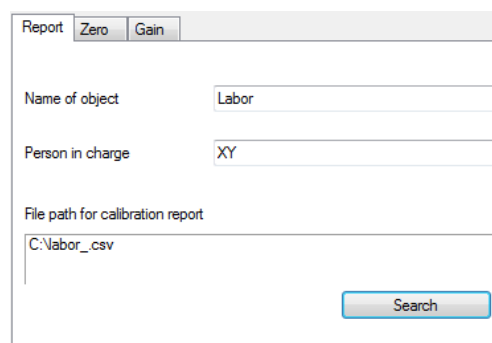 Report Zero Gain
Name of object Labor
Person in charge XY
File path for calibration report
C:\labor_.csv
Search